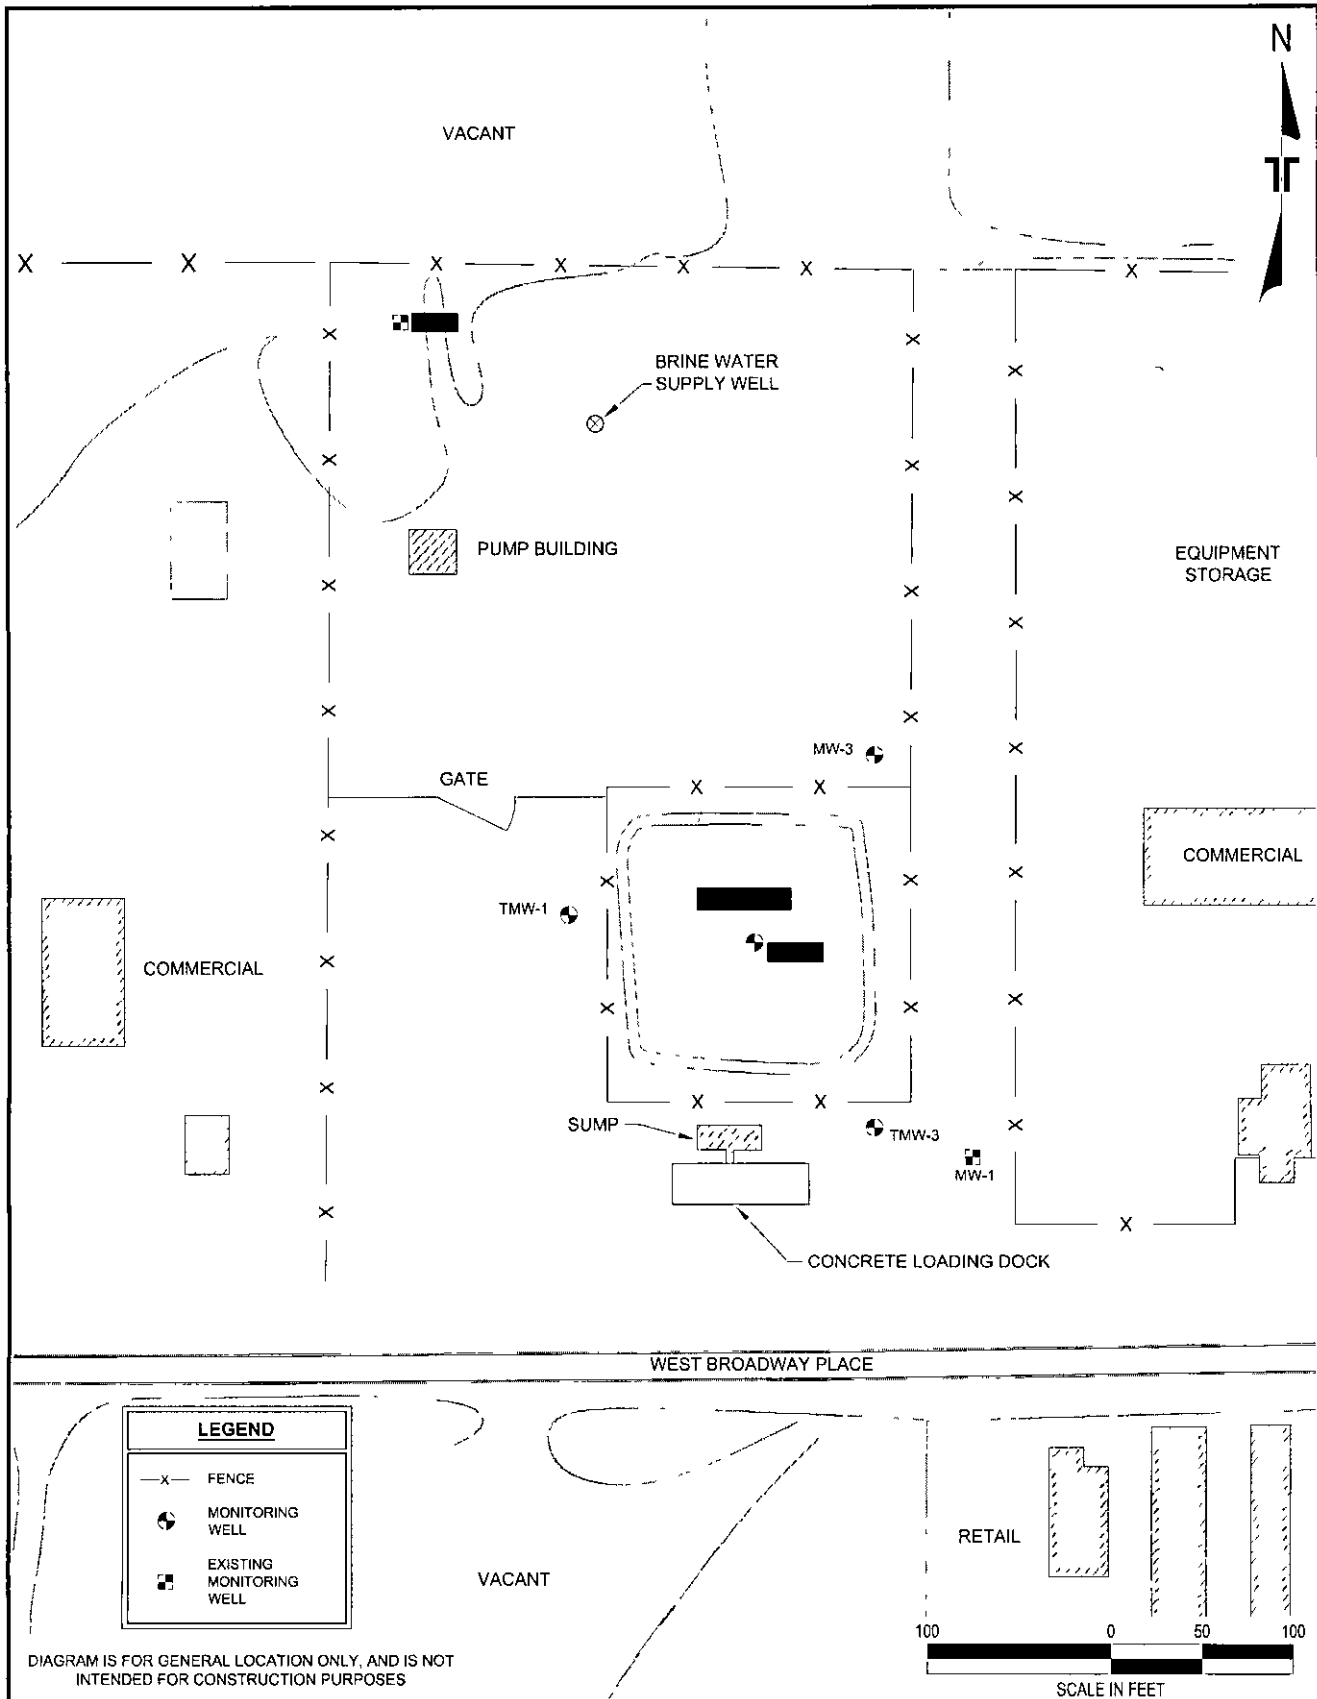 N
VACANT
X X X X X X X
BRINE WATER
SUPPLY WELL
PUMP BUILDING
EQUIPMENT
STORAGE
MW-3
GATE
COMMERCIAL
TMW-1
COMMERCIAL
SUMP
TMW-3
MW-1
CONCRETE LOADING DOCK
WEST BROADWAY PLACE
LEGEND
—X— FENCE
MONITORING
WELL
EXISTING
MONITORING
WELL
RETAIL
VACANT
100 0 50 100
SCALE IN FEET
DIAGRAM IS FOR GENERAL LOCATION ONLY, AND IS NOT
INTENDED FOR CONSTRUCTION PURPOSES